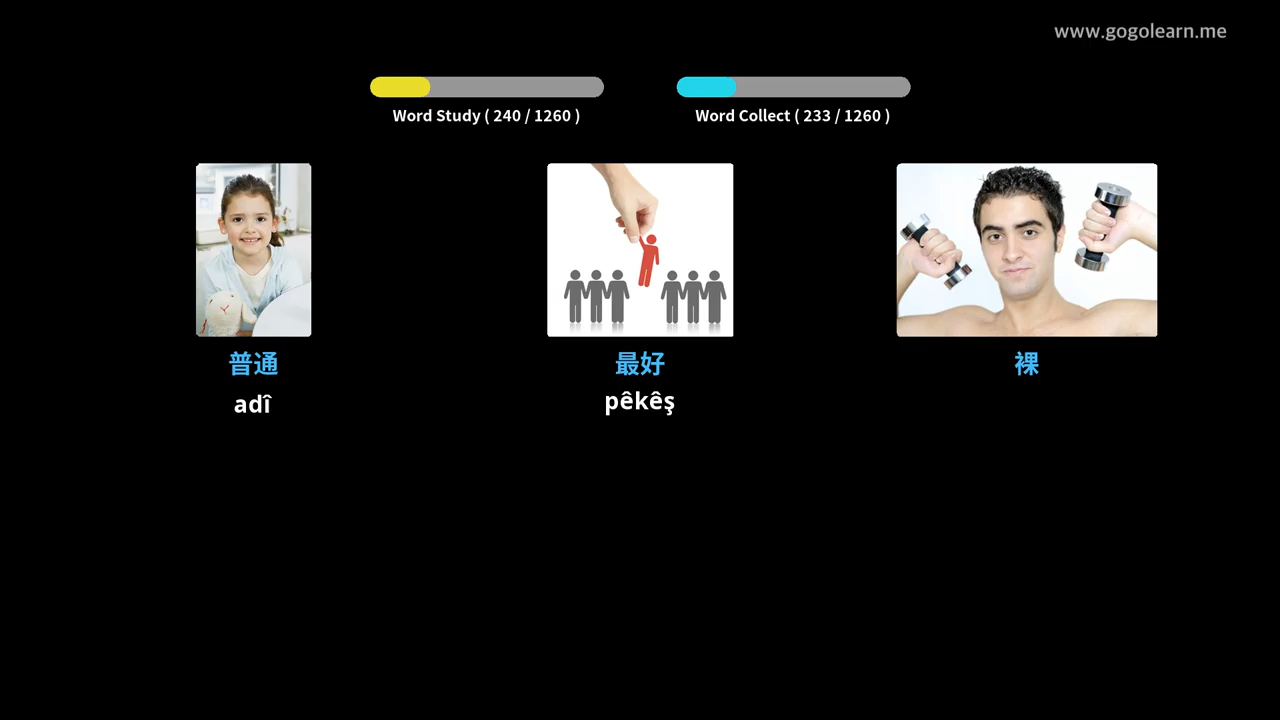 www.gogolearn.me
Word Study ( 240 / 1260 )
Word Collect ( 233 / 1260 )
普通
最好
裸
adî
pêkêş